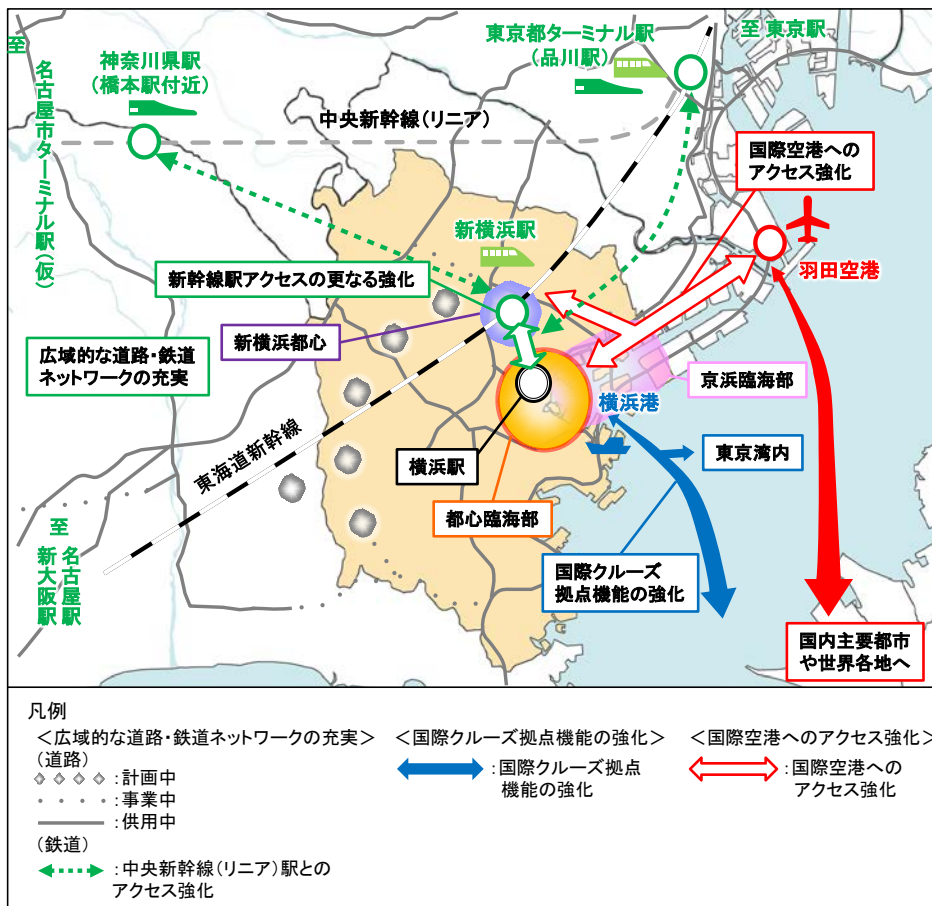 至
名古屋市ターミナル駅(仮)
神奈川県駅
(橋本駅付近)
東京都ターミナル駅
(品川駅)
至 東京駅
中央新幹線(リニア)
国際空港への
アクセス強化
新横浜駅
羽田空港
新幹線駅アクセスの更なる強化
新横浜都心
広域的な道路・鉄道
ネットワークの充実
京浜臨海部
横浜港
東海道新幹線
横浜駅
東京湾内
都心臨海部
至
名古屋駅
新大阪駅
国際クルーズ
拠点機能の強化
国内主要都市
や世界各地へ
凡例
<広域的な道路・鉄道ネットワークの充実>
(道路)
:計画中
:事業中
:供用中
(鉄道)
:中央新幹線(リニア)駅との
アクセス強化
<国際クルーズ拠点機能の強化>
:国際クルーズ拠点
機能の強化
<国際空港へのアクセス強化>
:国際空港への
アクセス強化